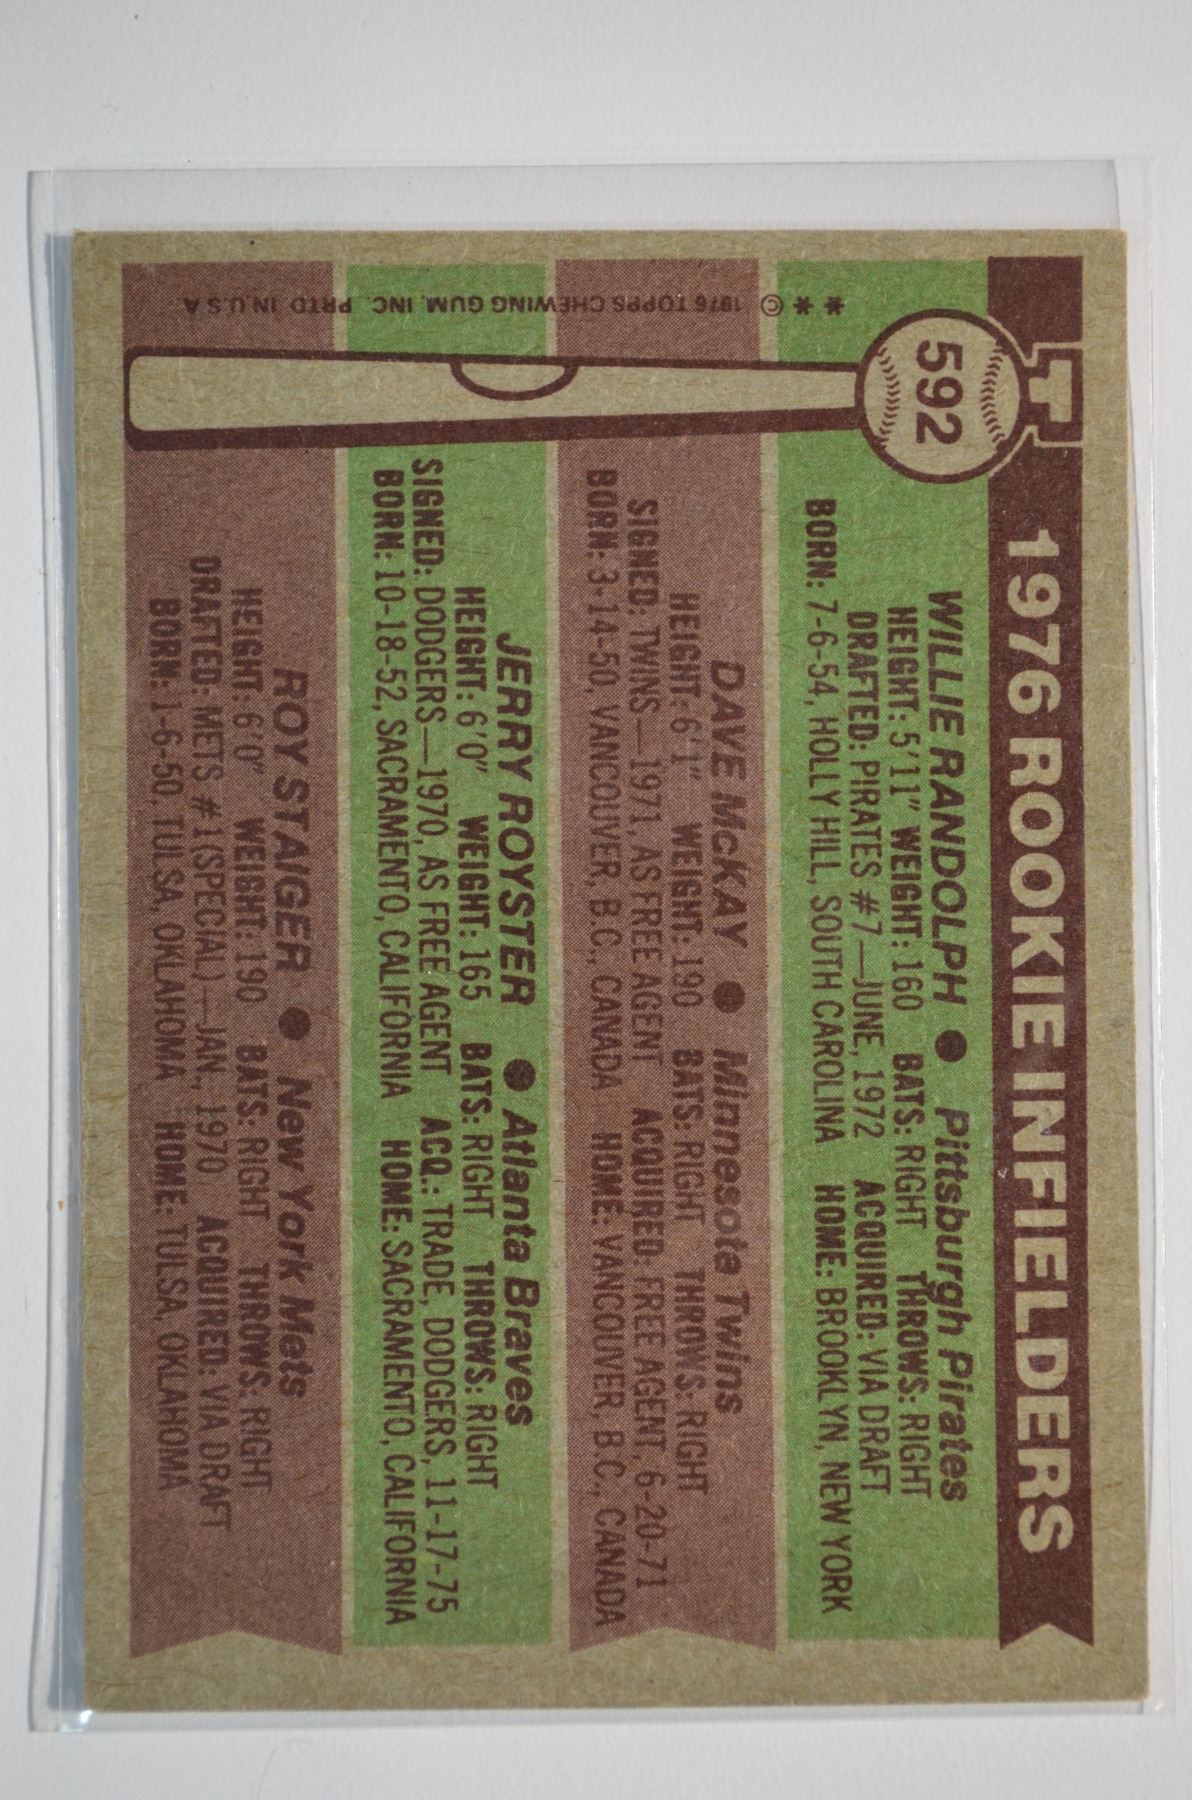 T
592
1976 ROOKIE INFIELDERS
WILLIE RANDOLPH ● Pittsburgh Pirates
HEIGHT: 5'11" WEIGHT: 160 BATS: RIGHT THROWS: RIGHT
DRAFTED: PIRATES #7—JUNE, 1972 ACQUIRED: VIA DRAFT
BORN: 7-6-54, HOLLY HILL, SOUTH CAROLINA HOME: BROOKLYN, NEW YORK
DAVE McKAY ● Minnesota Twins
HEIGHT: 6'1" WEIGHT: 190 BATS: RIGHT THROWS: RIGHT
SIGNED: TWINS—1971, AS FREE AGENT ACQUIRED: FREE AGENT, 6-20-71
BORN: 3-14-50, VANCOUVER, B.C., CANADA HOME: VANCOUVER, B.C., CANADA
JERRY ROYSTER ● Atlanta Braves
HEIGHT: 6'0" WEIGHT: 165 BATS: RIGHT THROWS: RIGHT
SIGNED: DODGERS—1970, AS FREE AGENT ACQ.: TRADE, DODGERS, 11-17-75
BORN: 10-18-52, SACRAMENTO, CALIFORNIA HOME: SACRAMENTO, CALIFORNIA
ROY STAIGER ● New York Mets
HEIGHT: 6'0" WEIGHT: 190 BATS: RIGHT THROWS: RIGHT
DRAFTED: METS #1 (SPECIAL)—JAN., 1970 ACQUIRED: VIA DRAFT
BORN: 1-6-50, TULSA, OKLAHOMA HOME: TULSA, OKLAHOMA
** © 1976 TOPPS CHEWING GUM, INC. PRTD. IN U.S.A.